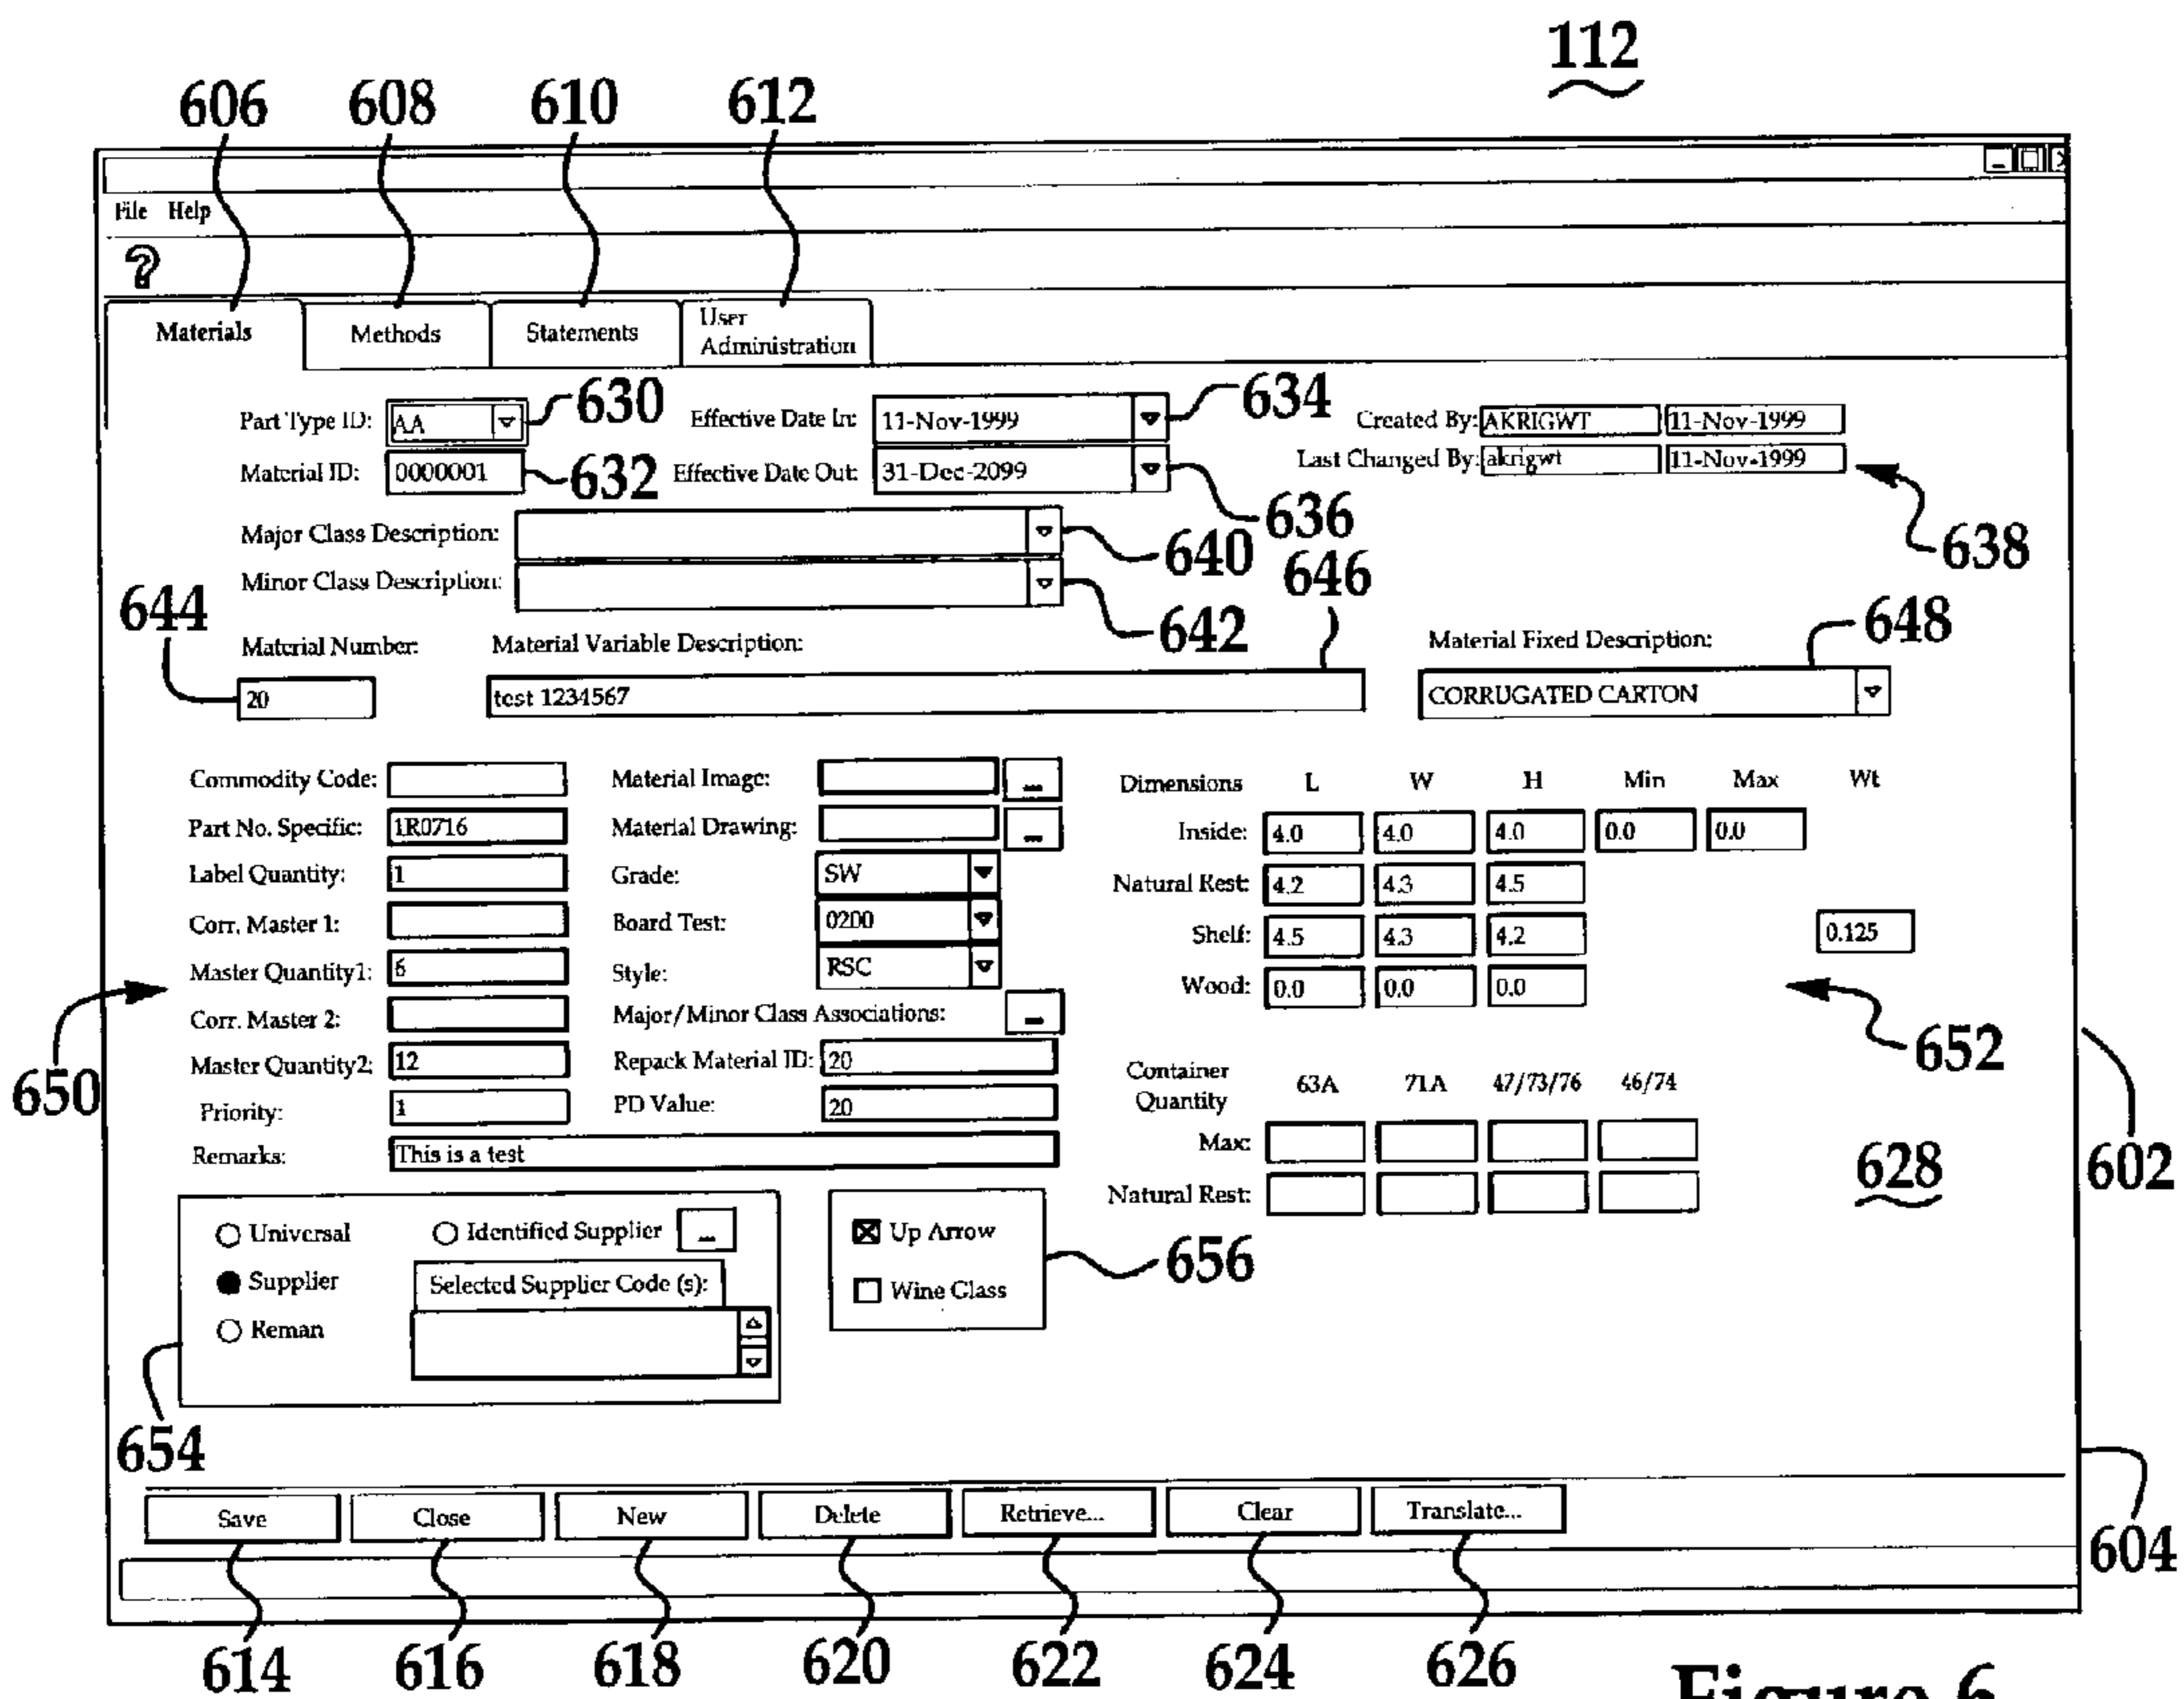 112
606 608 610 612
File Help
?
Materials Methods Statements User Administration
Part Type ID: AA 630 Effective Date In: 11-Nov-1999 634 Created By: AKRIGWT 11-Nov-1999
Material ID: 0000001 632 Effective Date Out: 31-Dec-2099 636 Last Changed By: akrigwt 11-Nov-1999 638
Major Class Description: 640
Minor Class Description: 642
644 646 648
Material Number: Material Variable Description: Material Fixed Description:
20 test 1234567 CORRUGATED CARTON
Commodity Code: Material Image: ... Dimensions L W H Min Max Wt
Part No. Specific: 1R0716 Material Drawing: ... Inside: 4.0 4.0 4.0 0.0 0.0
Label Quantity: 1 Grade: SW Natural Rest: 4.2 4.3 4.5
Corr. Master 1: Board Test: 0200 Shelf: 4.5 4.3 4.2 0.125
Master Quantity1: 6 Style: RSC Wood: 0.0 0.0 0.0
Corr. Master 2: Major/Minor Class Associations: ...
650 652 602
Master Quantity2: 12 Repack Material ID: 20 Container Quantity 63A 71A 47/73/76 46/74
Priority: 1 PD Value: 20 Max:
Remarks: This is a test Natural Rest: 628
Universal Identified Supplier ... Up Arrow 656
Supplier Selected Supplier Code (s): Wine Glass
Reman
654
Save Close New Delete Retrieve... Clear Translate...
604
614 616 618 620 622 624 626
Figure 6